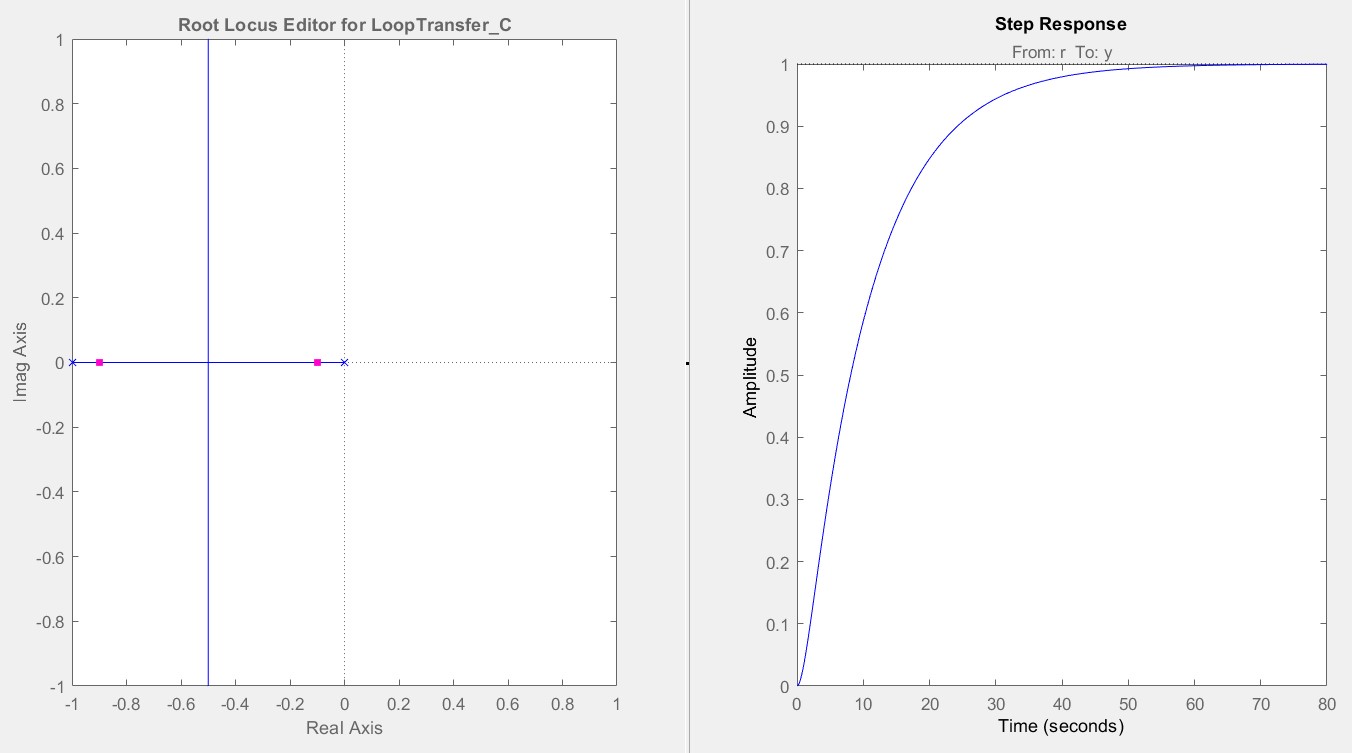 Root Locus Editor for LoopTransfer_C
1
0.8
0.6
0.4
0.2
0
-0.2
-0.4
-0.6
-0.8
-1
Imag Axis
-1 -0.8 -0.6 -0.4 -0.2 0 0.2 0.4 0.6 0.8 1
Real Axis
Step Response
From: r To: y
1
0.9
0.8
0.7
0.6
0.5
0.4
0.3
0.2
0.1
0
Amplitude
0 10 20 30 40 50 60 70 80
Time (seconds)